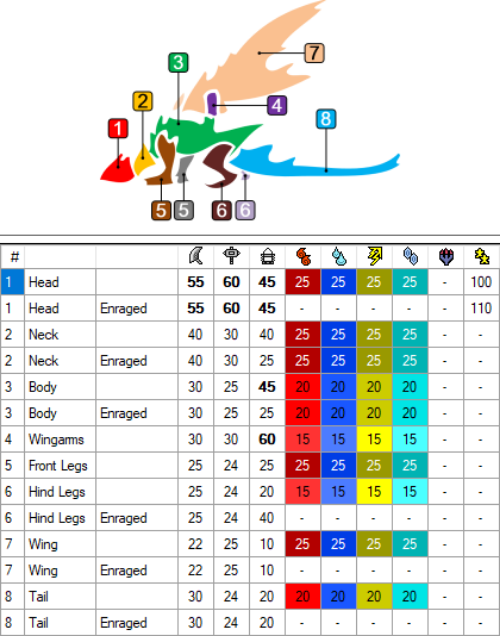 7
3
2
4
1
8
5
5
6
6
#
1 Head 55 60 45 25 25 25 25 - 100
1 Head Enraged 55 60 45 - - - - - 110
2 Neck 40 30 40 25 25 25 25 - -
2 Neck Enraged 40 30 25 25 25 25 25 - -
3 Body 30 25 45 20 20 20 20 - -
3 Body Enraged 30 25 25 20 20 20 20 - -
4 Wingarms 30 30 60 15 15 15 15 - -
5 Front Legs 25 24 25 25 25 25 25 - -
6 Hind Legs 25 24 20 15 15 15 15 - -
6 Hind Legs Enraged 25 24 40 - - - - - -
7 Wing 22 25 10 25 25 25 25 - -
7 Wing Enraged 22 25 10 - - - - - -
8 Tail 30 24 20 20 20 20 20 - -
8 Tail Enraged 30 24 20 - - - - - -